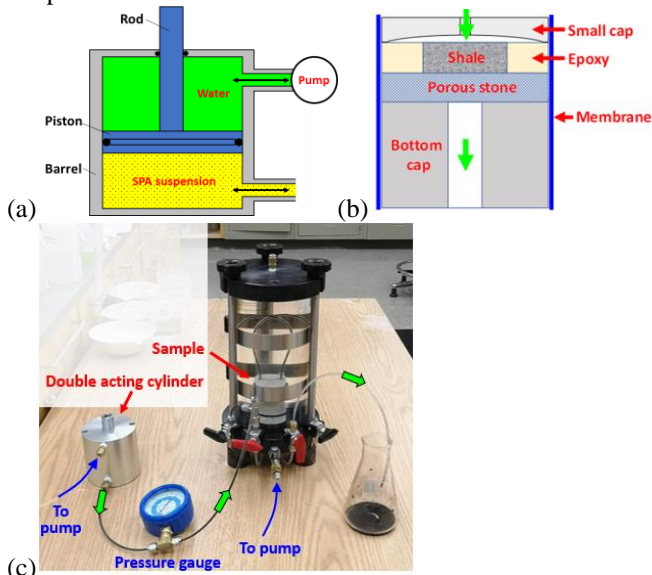 Rod
Water
Pump
Piston
Barrel
SPA suspension
(a)
Small cap
Shale
Epoxy
Porous stone
Membrane
Bottom
cap
(b)
Sample
Double acting cylinder
To
pump
Pressure gauge
To pump
(c)